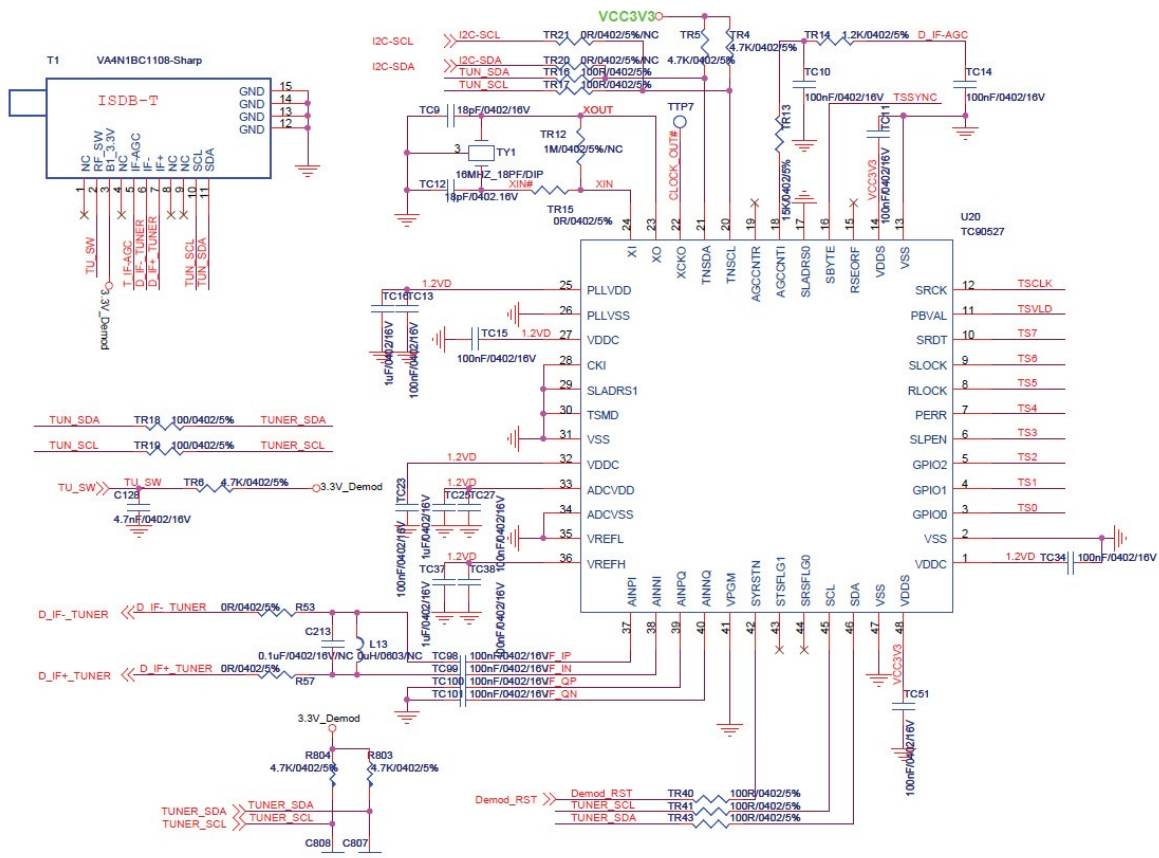 VCC3V3
T1 VA4N1BC1108-Sharp
ISDB-T
GND 15
GND 14
GND 13
GND 12
NC
RF_SW
B1_3.3V
NC
IF-AGC
IF-
IF+
NC
NC
SCL
SDA
1 2 3 4 5 6 7 8 9 10 11
TU_SW
3.3V_Demod
T_IF-AGC
D_IF-_TUNER
D_IF+_TUNER
TUN_SCL
TUN_SDA
I2C-SCL I2C-SCL TR21 0R/0402/5%/NC
I2C-SDA I2C-SDA TR20 0R/0402/5%/NC
TUN_SDA TR16 100R/0402/5%
TUN_SCL TR17 100R/0402/5%
TR5 4.7K/0402/5%
TR4 4.7K/0402/5%
TR14 1.2K/0402/5% D_IF-AGC
TC10 100nF/0402/16V
TC14 100nF/0402/16V
TSSYNC
TC11 100nF/0402/16V
VCC3V3
TR13 15K/0402/5%
TTP7
CLOCK_OUT#
TC9 18pF/0402/16V
XOUT
TR12
1M/0402/5%/NC
3 TY1
16MHZ_18PF/DIP
TC12 18pF/0402.16V
XIN# XIN
TR15
0R/0402/5%
24 23 22 21 20 19 18 17 16 15 14 13
XI
XO
XCKO
TNSDA
TNSCL
AGCCNTR
AGCCNTI
SLADRS0
SBYTE
RSEORF
VDDS
VSS
U20
TC90527
1.2VD 25 PLLVDD
TC16 1uF/0402/16V
TC13 100nF/0402/16V
26 PLLVSS
TC15 1.2VD 27 VDDC
100nF/0402/16V
28 CKI
29 SLADRS1
30 TSMD
31 VSS
1.2VD 32 VDDC
1.2VD 33 ADCVDD
TC23 100nF/0402/16V
TC25 1uF/0402/16V
TC27 100nF/0402/16V
34 ADCVSS
35 VREFL
1.2VD 36 VREFH
TC37 1uF/0402/16V
TC38 100nF/0402/16V
SRCK 12 TSCLK
PBVAL 11 TSVLD
SRDT 10 TS7
SLOCK 9 TS6
RLOCK 8 TS5
PERR 7 TS4
SLPEN 6 TS3
GPIO2 5 TS2
GPIO1 4 TS1
GPIO0 3 TS0
VSS 2
VDDC 1 1.2VD TC34 100nF/0402/16V
AINPI
AINNI
AINPQ
AINNQ
VPGM
SYRSTN
STSFLG1
SRSFLG0
SCL
SDA
VSS
VDDS
37 38 39 40 41 42 43 44 45 46 47 48
VCC3V3
TC51
100nF/0402/16V
TUN_SDA TR18 100/0402/5% TUNER_SDA
TUN_SCL TR19 100/0402/5% TUNER_SCL
TU_SW TU_SW TR6 4.7K/0402/5% 3.3V_Demod
C128
4.7nF/0402/16V
D_IF-_TUNER D_IF-_TUNER 0R/0402/5% R53
C213 L13
0.1uF/0402/16V/NC 0uH/0603/NC
D_IF+_TUNER D_IF+_TUNER 0R/0402/5% R57
TC98 100nF/0402/16V F_IP
TC99 100nF/0402/16V F_IN
TC100 100nF/0402/16V F_QP
TC101 100nF/0402/16V F_QN
3.3V_Demod
R804 R803
4.7K/0402/5% 4.7K/0402/5%
TUNER_SDA TUNER_SDA
TUNER_SCL TUNER_SCL
C808 C807
Demod_RST Demod_RST TR40 100R/0402/5%
TUNER_SCL TR41 100R/0402/5%
TUNER_SDA TR43 100R/0402/5%